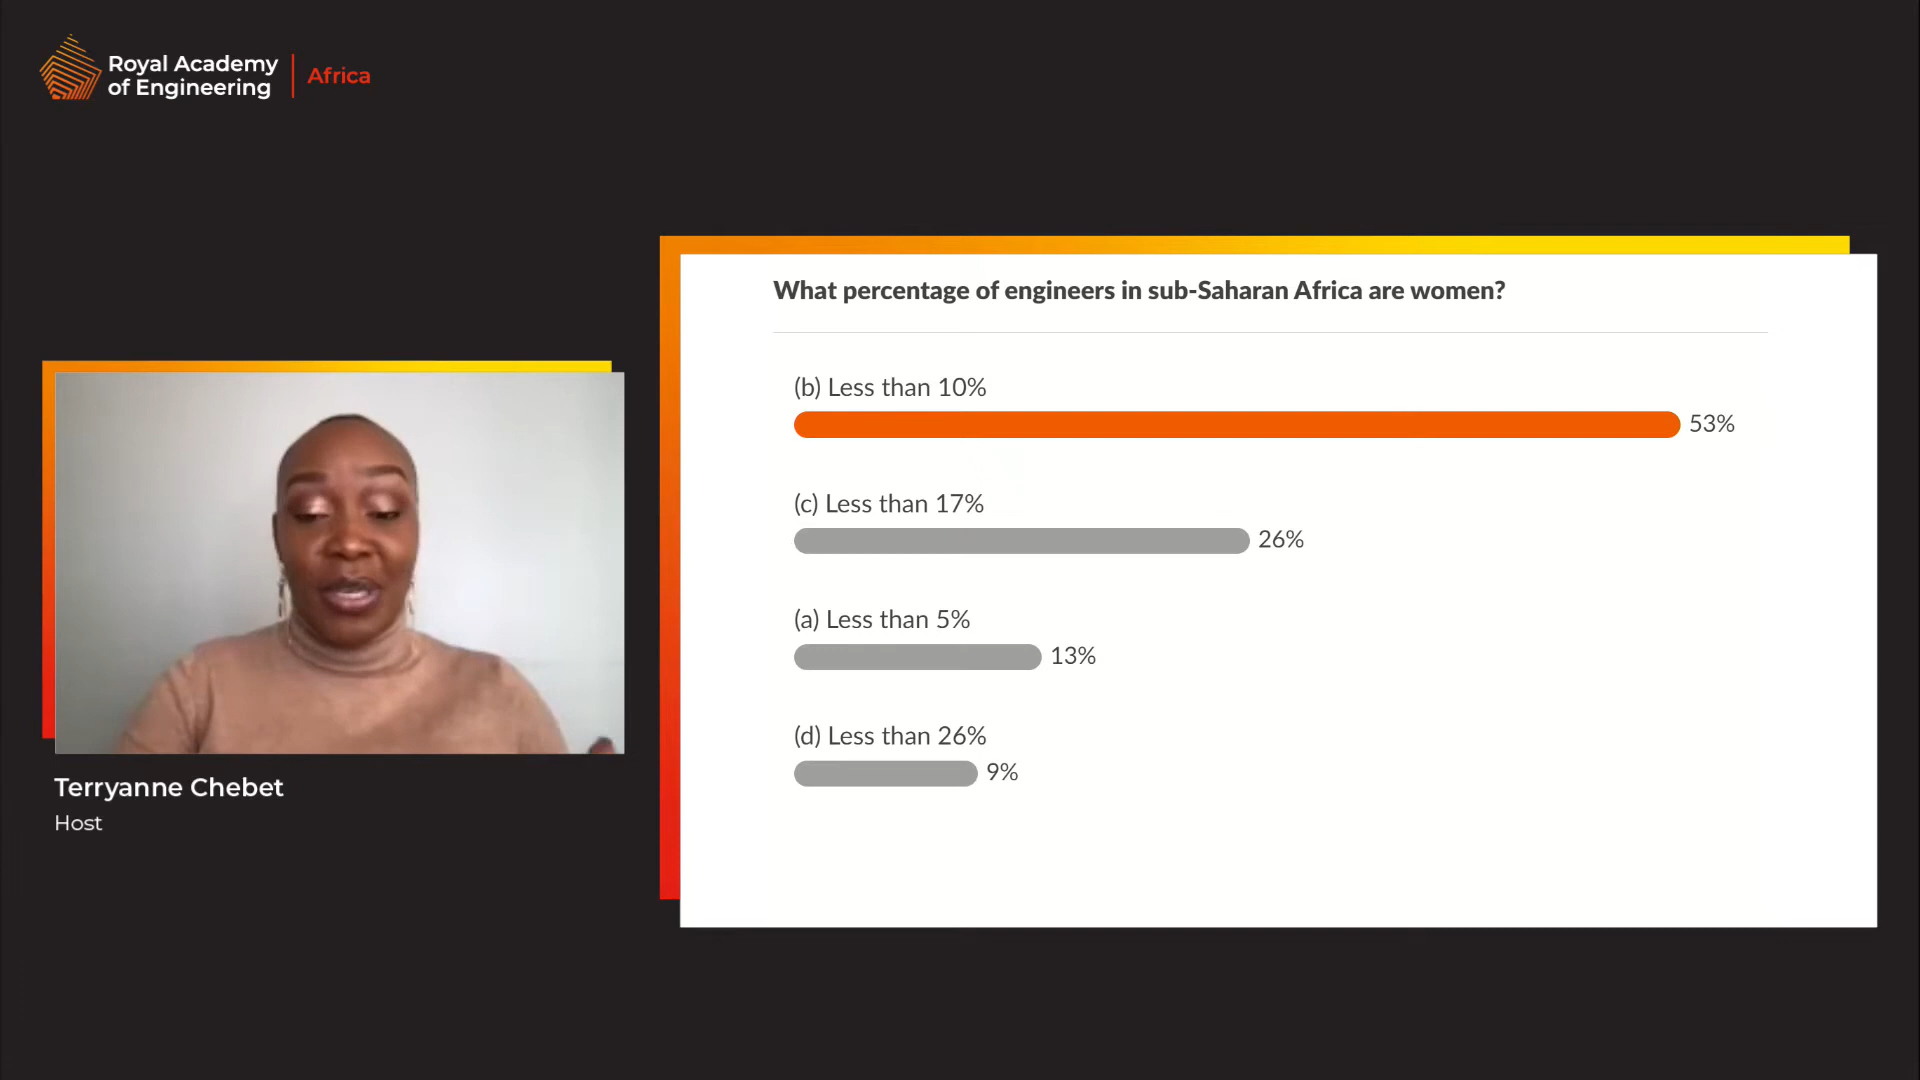 Royal Academy
of Engineering
Africa
What percentage of engineers in sub-Saharan Africa are women?
(b) Less than 10%
53%
(c) Less than 17%
26%
(a) Less than 5%
13%
(d) Less than 26%
9%
Terryanne Chebet
Host